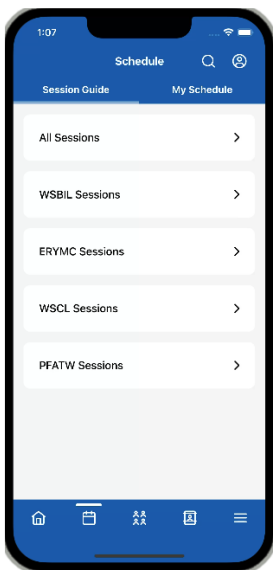 1:07
Schedule
Session Guide My Schedule
All Sessions
WSBIL Sessions
ERYMC Sessions
WSCL Sessions
PFATW Sessions